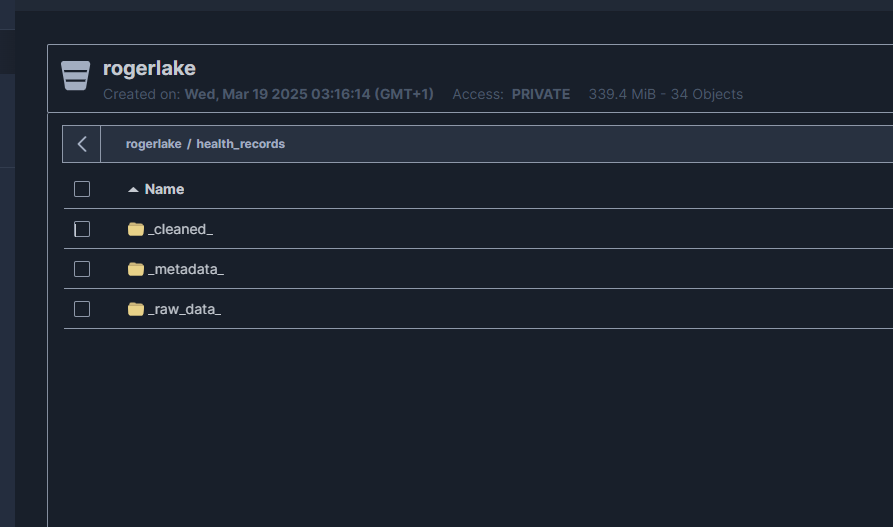 rogerlake
Created on: Wed, Mar 19 2025 03:16:14 (GMT+1) Access: PRIVATE 339.4 MiB - 34 Objects
rogerlake / health_records
Name
_cleaned_
_metadata_
_raw_data_